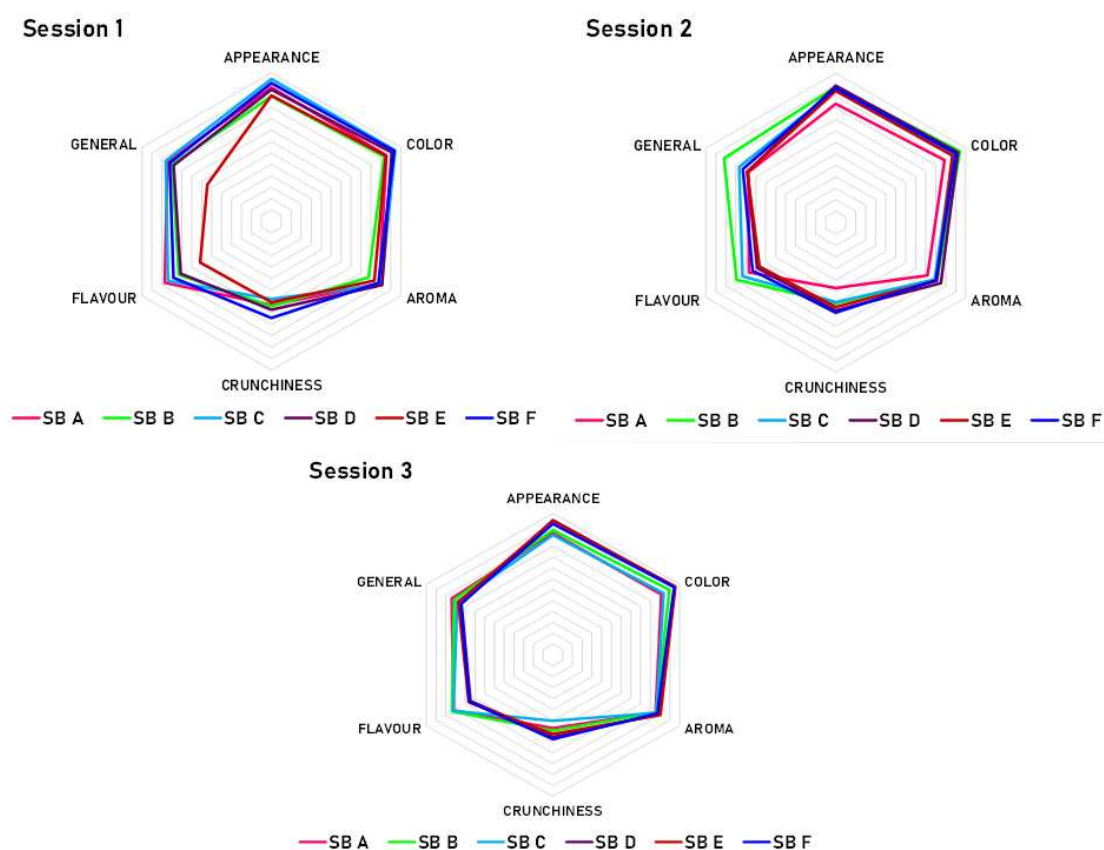 Session 1
APPEARANCE
GENERAL
COLOR
FLAVOUR
AROMA
CRUNCHINESS
SB A SB B SB C SB D SB E SB F
Session 2
APPEARANCE
GENERAL
COLOR
FLAVOUR
AROMA
CRUNCHINESS
SB A SB B SB C SB D SB E SB F
Session 3
APPEARANCE
GENERAL
COLOR
FLAVOUR
AROMA
CRUNCHINESS
SB A SB B SB C SB D SB E SB F